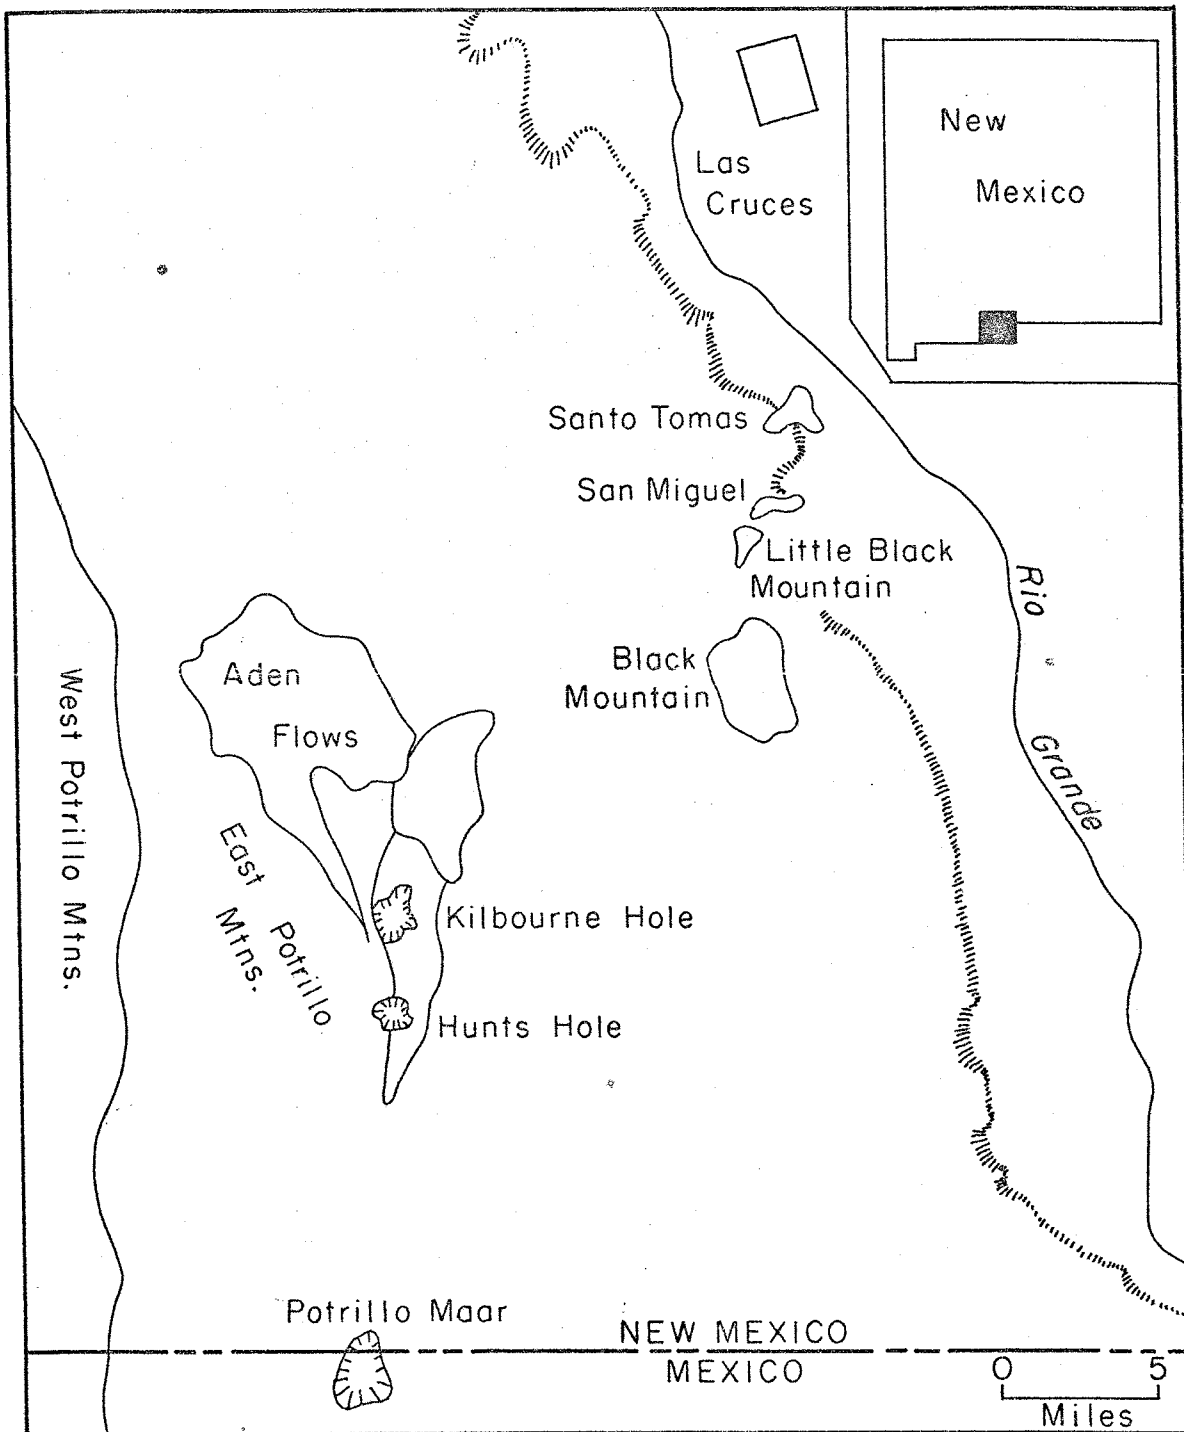 New
Mexico
Las
Cruces
Santo Tomas
San Miguel
Little Black
Mountain
Rio
Grande
Black
Mountain
Aden
Flows
West Potrillo Mtns.
East Potrillo
Mtns.
Kilbourne Hole
Hunts Hole
Potrillo Maar
NEW MEXICO
MEXICO
0 5
Miles